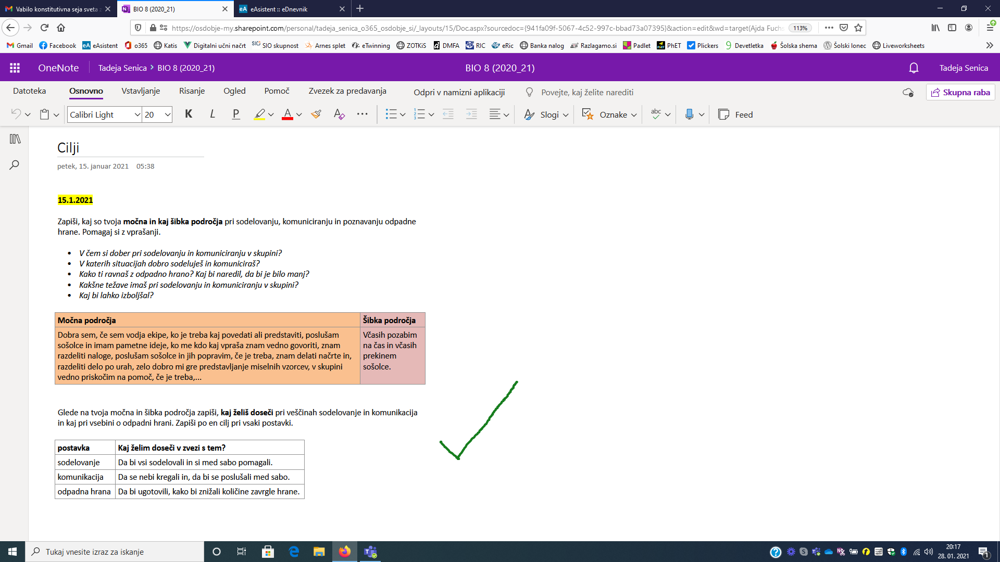 Vabilo konstitutivna seja sveta z
BIO 8 (2020_21)
eAsistent :: eDnevnik
https://osdobje-my.sharepoint.com/personal/tadeja_senica_o365_osdobje_si/_layouts/15/Doc.aspx?sourcedoc={941fa09f-5067-4c52-997c-bbad73a07395}&action=edit&wd=target(Ajda Fuchs
113%
Gmail Facebook eAsistent o365 Katis Digitalni učni načrt SIO skupnost Arnes splet eTwinning ZOTKiS DMFA RIC eRic Banka nalog Razlagamo.si Padlet PhET Plickers Devetletka Šolska shema Šolski lonec Liveworksheets
OneNote Tadeja Senica > BIO 8 (2020_21) BIO 8 (2020_21) Tadeja Senica
Datoteka Osnovno Vstavljanje Risanje Ogled Pomoč Zvezek za predavanja Odpri v namizni aplikaciji Povejte, kaj želite narediti Skupna raba
Calibri Light 20 K L P A A Slogi Oznake abc Feed
Cilji
petek, 15. januar 2021 05:38
15.1.2021
Zapiši, kaj so tvoja močna in kaj šibka področja pri sodelovanju, komuniciranju in poznavanju odpadne
hrane. Pomagaj si z vprašanji.
• V čem si dober pri sodelovanju in komuniciranju v skupini?
• V katerih situacijah dobro sodeluješ in komuniciraš?
• Kako ti ravnaš z odpadno hrano? Kaj bi naredil, da bi je bilo manj?
• Kakšne težave imaš pri sodelovanju in komuniciranju v skupini?
• Kaj bi lahko izboljšal?
Močna področja
Dobra sem, če sem vodja ekipe, ko je treba kaj povedati ali predstaviti, poslušam
sošolce in imam pametne ideje, ko me kdo kaj vpraša znam vedno govoriti, znam
razdeliti naloge, poslušam sošolce in jih popravim, če je treba, znam delati načrte in,
razdeliti delo po urah, zelo dobro mi gre predstavljanje miselnih vzorcev, v skupini
vedno priskočim na pomoč, če je treba,...
Šibka področja
Včasih pozabim
na čas in včasih
prekinem
sošolce.
Glede na tvoja močna in šibka področja zapiši, kaj želiš doseči pri veščinah sodelovanje in komunikacija
in kaj pri vsebini o odpadni hrani. Zapiši po en cilj pri vsaki postavki.
postavka Kaj želim doseči v zvezi s tem?
sodelovanje Da bi vsi sodelovali in si med sabo pomagali.
komunikacija Da se nebi kregali in, da bi se poslušali med sabo.
odpadna hrana Da bi ugotovili, kako bi znižali količine zavrgle hrane.
Tukaj vnesite izraz za iskanje
20:17
28. 01. 2021
1